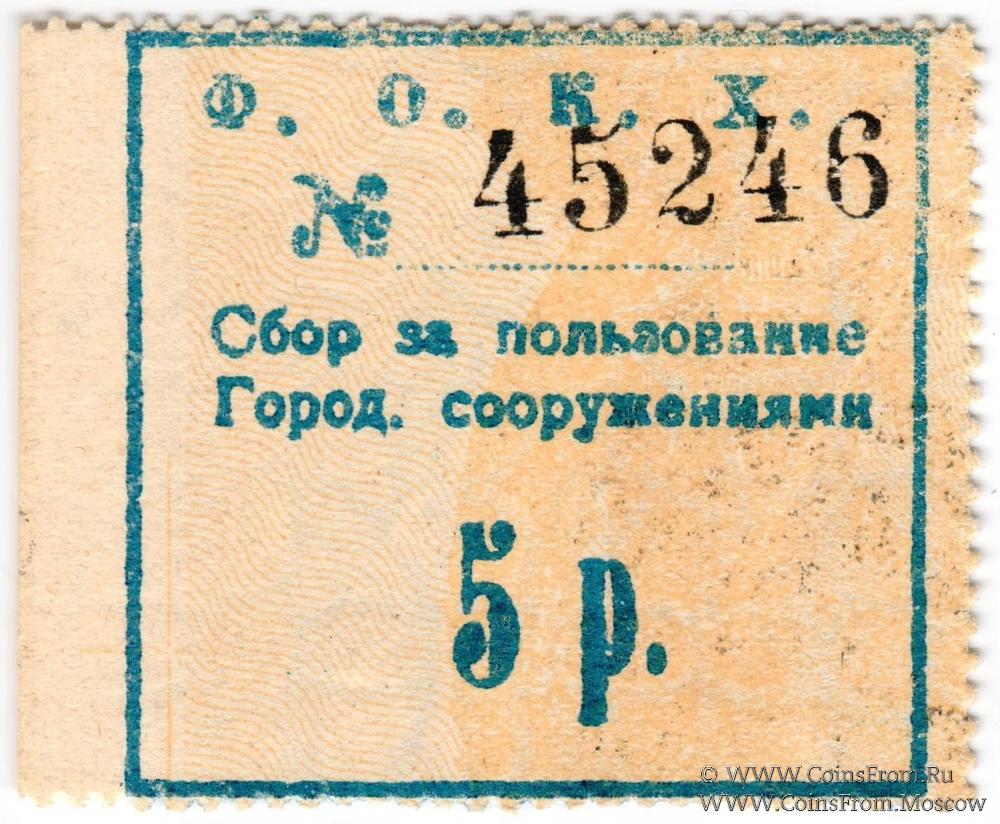 Ф. О. К. Х.
№ 45246
Сбор за пользование
Город. сооружениями
5 р.
© WWW.CoinsFrom.Ru
WWW.CoinsFrom.Moscow